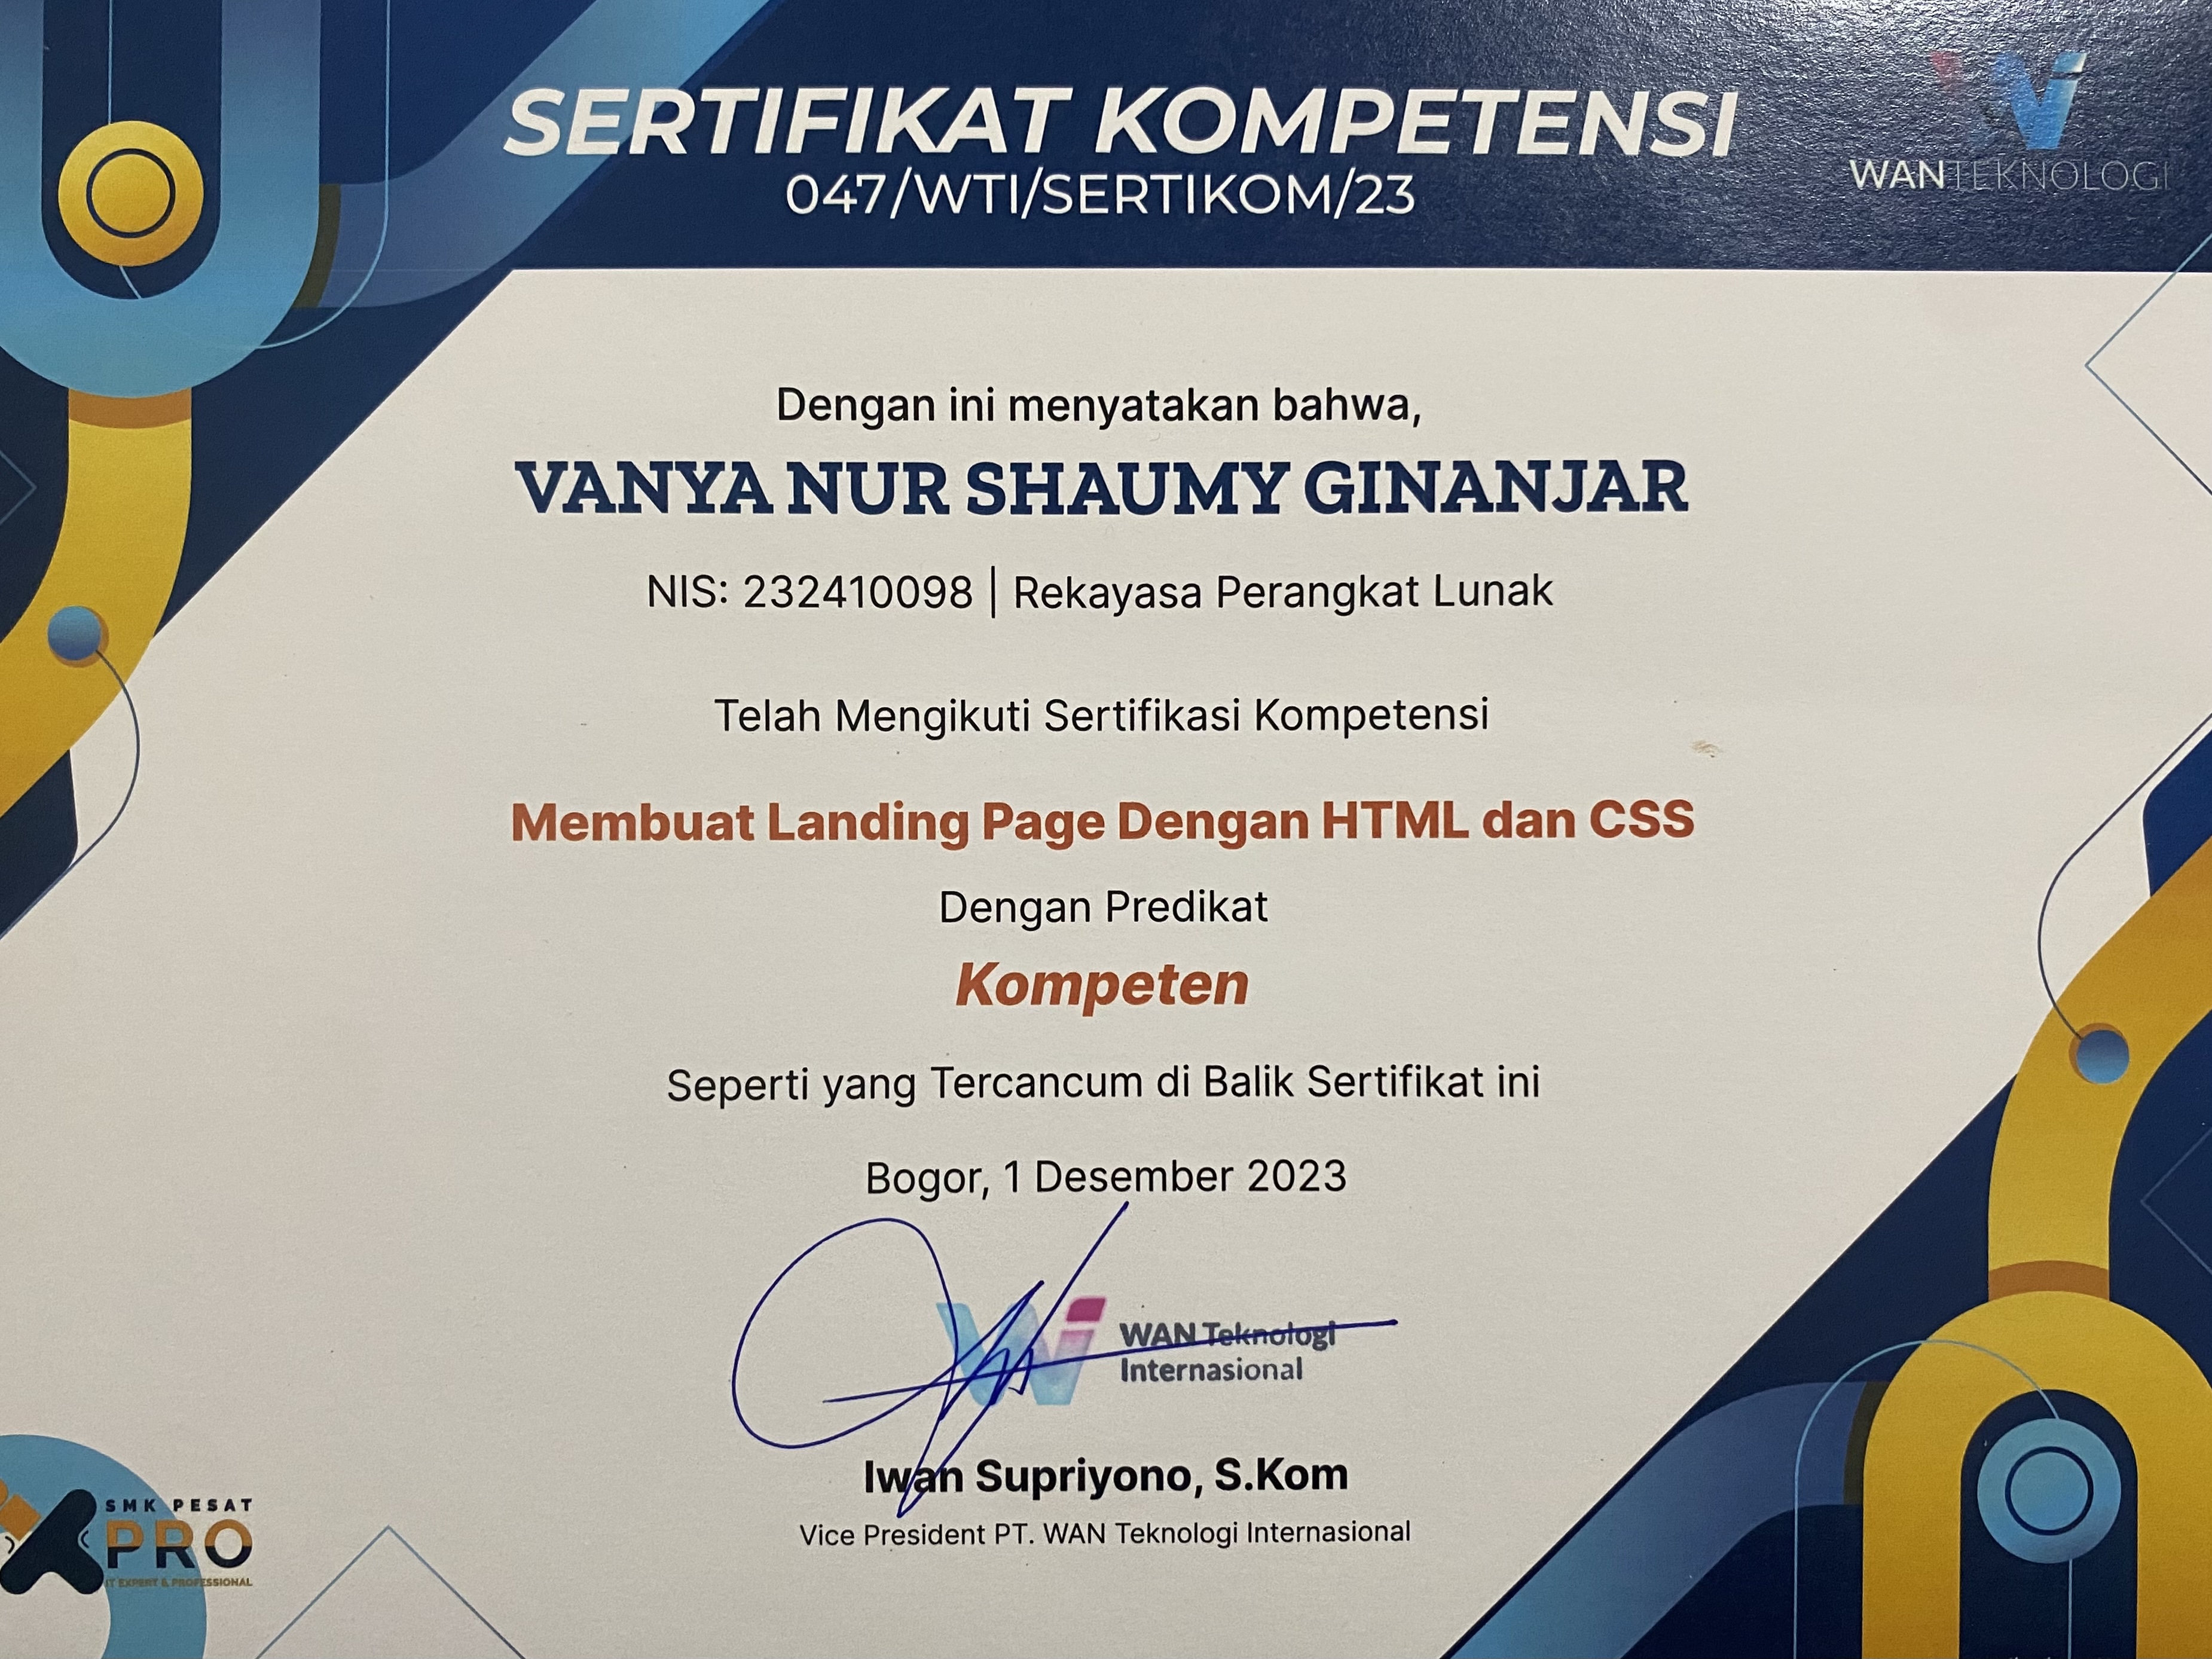 SERTIFIKAT KOMPETENSI
047/WTI/SERTIKOM/23
WANTEKNOLOGI
Dengan ini menyatakan bahwa,
VANYA NUR SHAUMY GINANJAR
NIS: 232410098 | Rekayasa Perangkat Lunak
Telah Mengikuti Sertifikasi Kompetensi
Membuat Landing Page Dengan HTML dan CSS
Dengan Predikat
Kompeten
Seperti yang Tercancum di Balik Sertifikat ini
Bogor, 1 Desember 2023
WAN Teknologi
Internasional
Iwan Supriyono, S.Kom
Vice President PT. WAN Teknologi Internasional
SMK PESAT
PRO
IT EXPERT & PROFESSIONAL